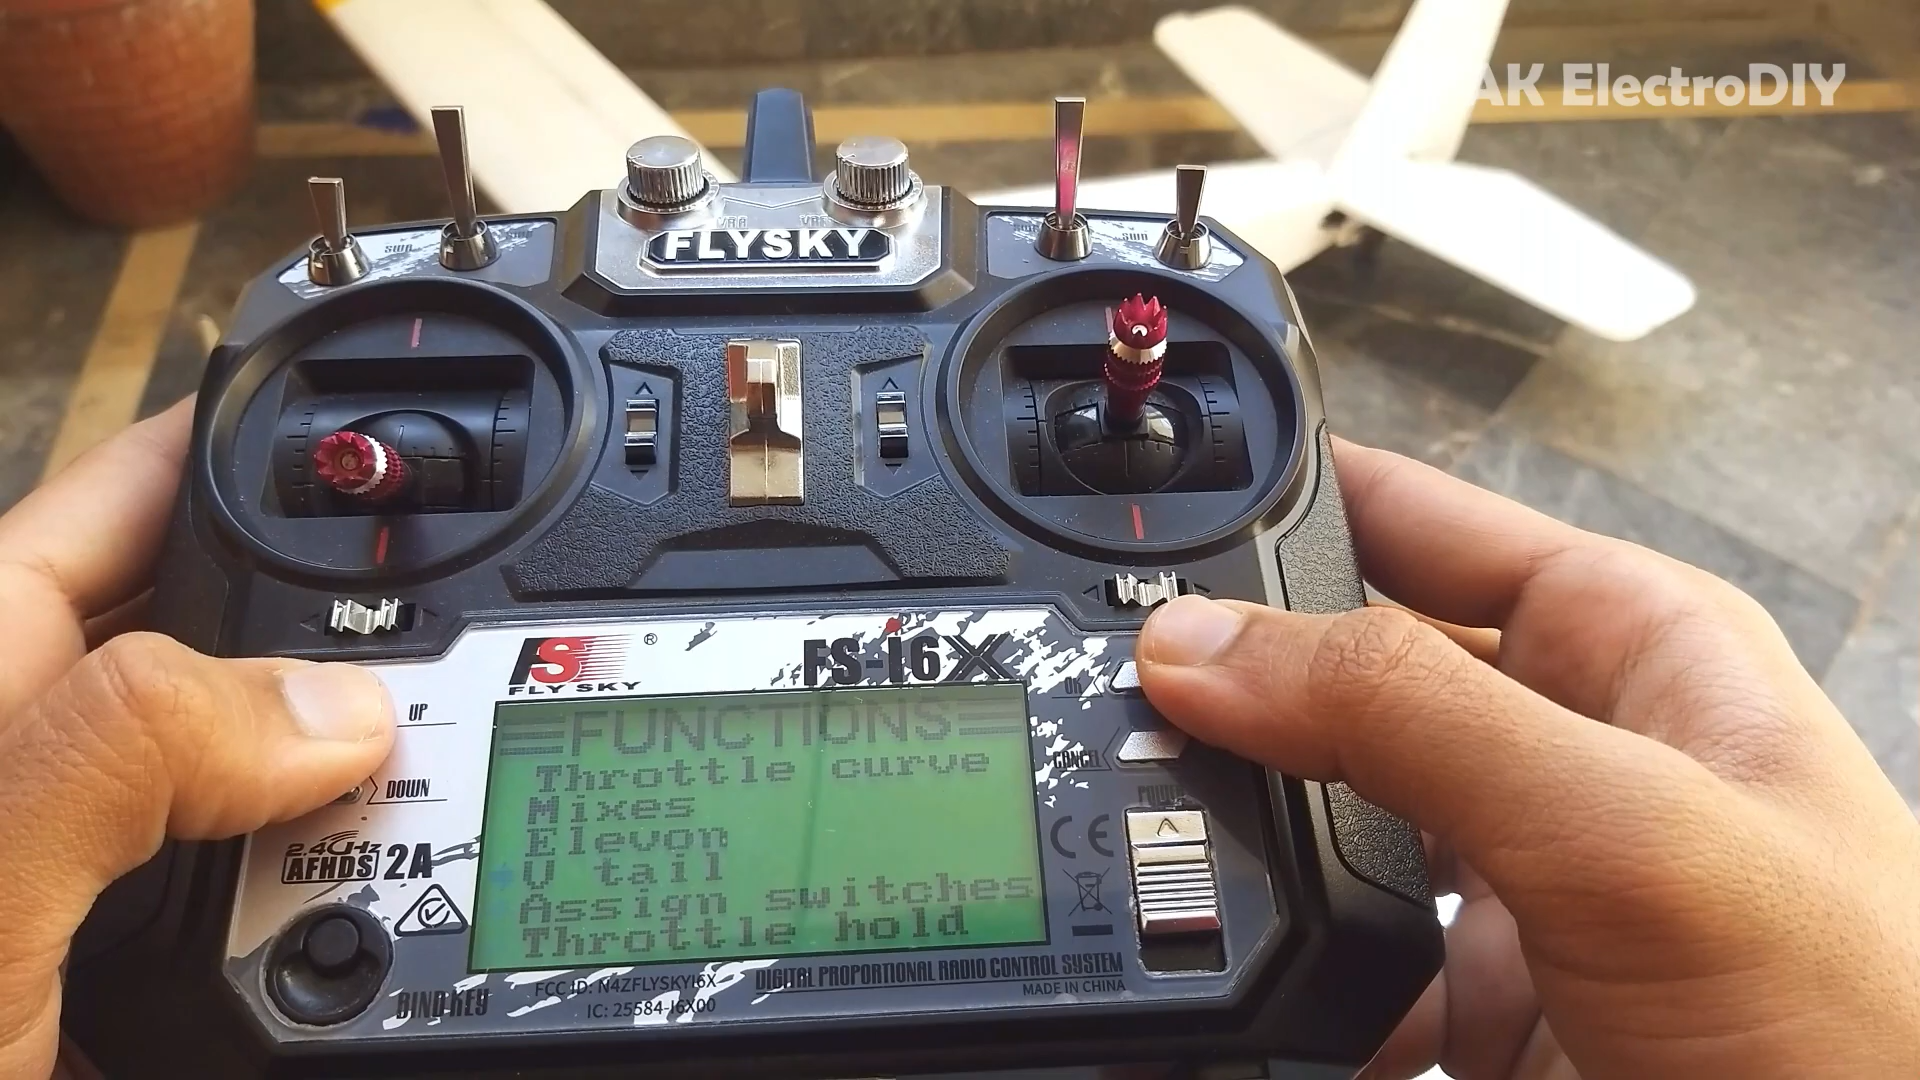 AK ElectroDIY
FLYSKY
FS
®
FLY SKY
FS-i6X
UP
DOWN
OK
CANCEL
POWER
FUNCTIONS
Throttle curve
Mixes
Elevon
V tail
Assign switches
Throttle hold
2.4GHz
AFHDS 2A
CE
BIND KEY
FCC ID: N4ZFLYSKYI6X
IC: 25584-I6X00
DIGITAL PROPORTIONAL RADIO CONTROL SYSTEM
MADE IN CHINA